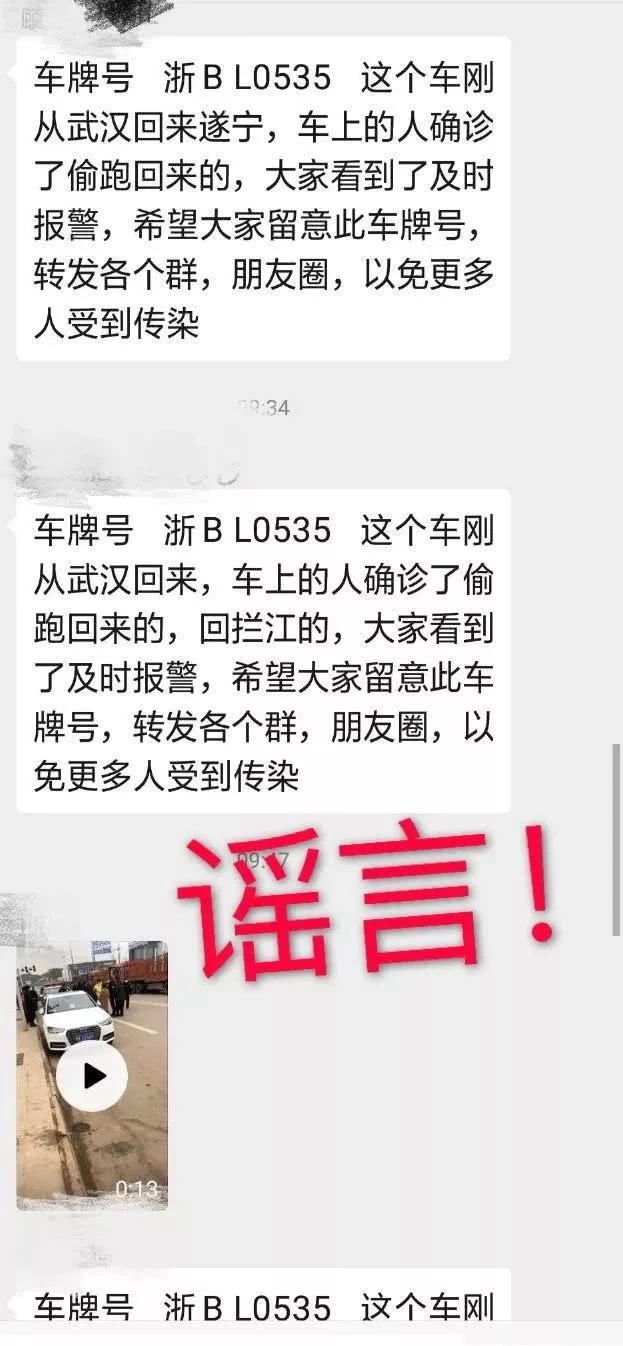 车牌号 浙B L0535 这个车刚
从武汉回来遂宁，车上的人确诊
了偷跑回来的，大家看到了及时
报警，希望大家留意此车牌号，
转发各个群，朋友圈，以免更多
人受到传染
09:34
车牌号 浙B L0535 这个车刚
从武汉回来，车上的人确诊了偷
跑回来的，回拦江的，大家看到
了及时报警，希望大家留意此车
牌号，转发各个群，朋友圈，以
免更多人受到传染
09:47
谣言！
0:13
车牌号 浙B L0535 这个车刚